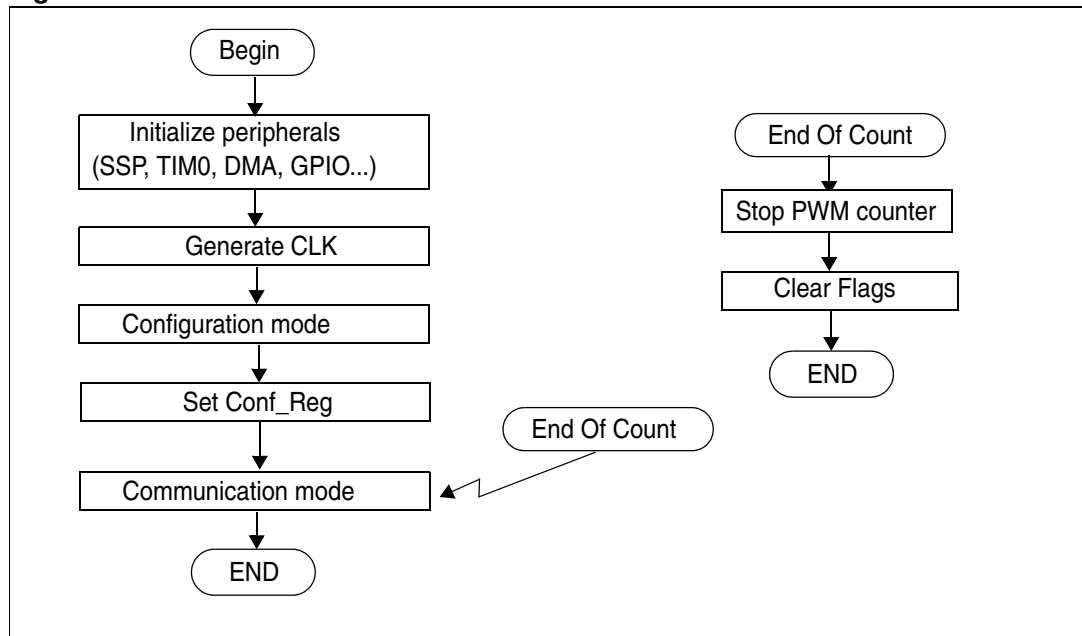 Begin
Initialize peripherals
(SSP, TIM0, DMA, GPIO...)
Generate CLK
Configuration mode
Set Conf_Reg
End Of Count
Communication mode
END
End Of Count
Stop PWM counter
Clear Flags
END